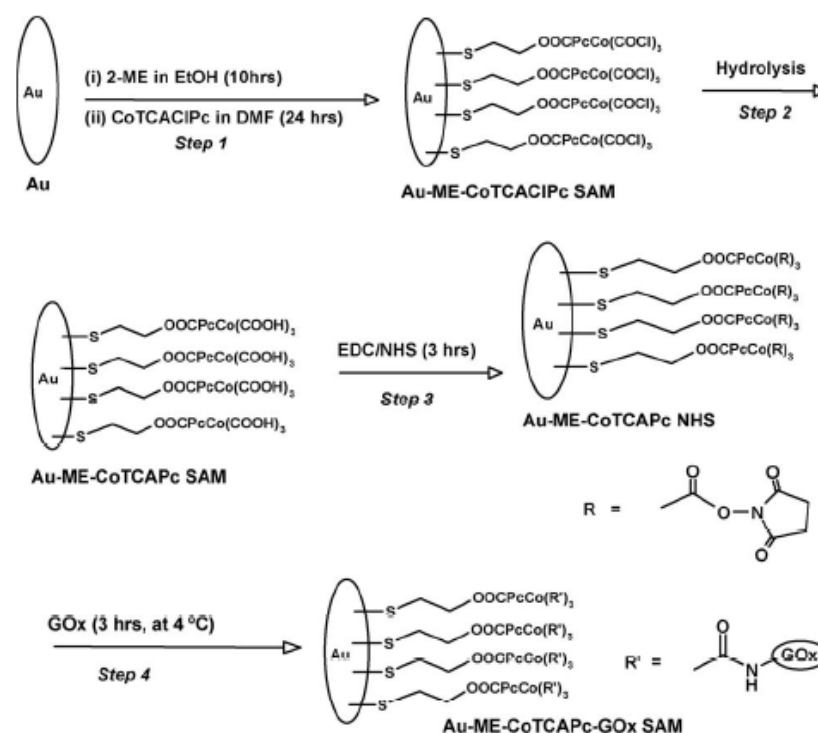 Au
(i) 2-ME in EtOH (10hrs)
(ii) CoTCAClPc in DMF (24 hrs)
Step 1
Au
Au
S OOCPcCo(COCl)3
S OOCPcCo(COCl)3
S OOCPcCo(COCl)3
S OOCPcCo(COCl)3
Au-ME-CoTCAClPc SAM
Hydrolysis
Step 2
Au
S OOCPcCo(COOH)3
S OOCPcCo(COOH)3
S OOCPcCo(COOH)3
S OOCPcCo(COOH)3
Au-ME-CoTCAPc SAM
EDC/NHS (3 hrs)
Step 3
Au
S OOCPcCo(R)3
S OOCPcCo(R)3
S OOCPcCo(R)3
S OOCPcCo(R)3
Au-ME-CoTCAPc NHS
R =
O
O
N
O
O
GOx (3 hrs, at 4 °C)
Step 4
Au
S OOCPcCo(R')3
S OOCPcCo(R')3
S OOCPcCo(R')3
S OOCPcCo(R')3
Au-ME-CoTCAPc-GOx SAM
R' =
O
N
H
GOx